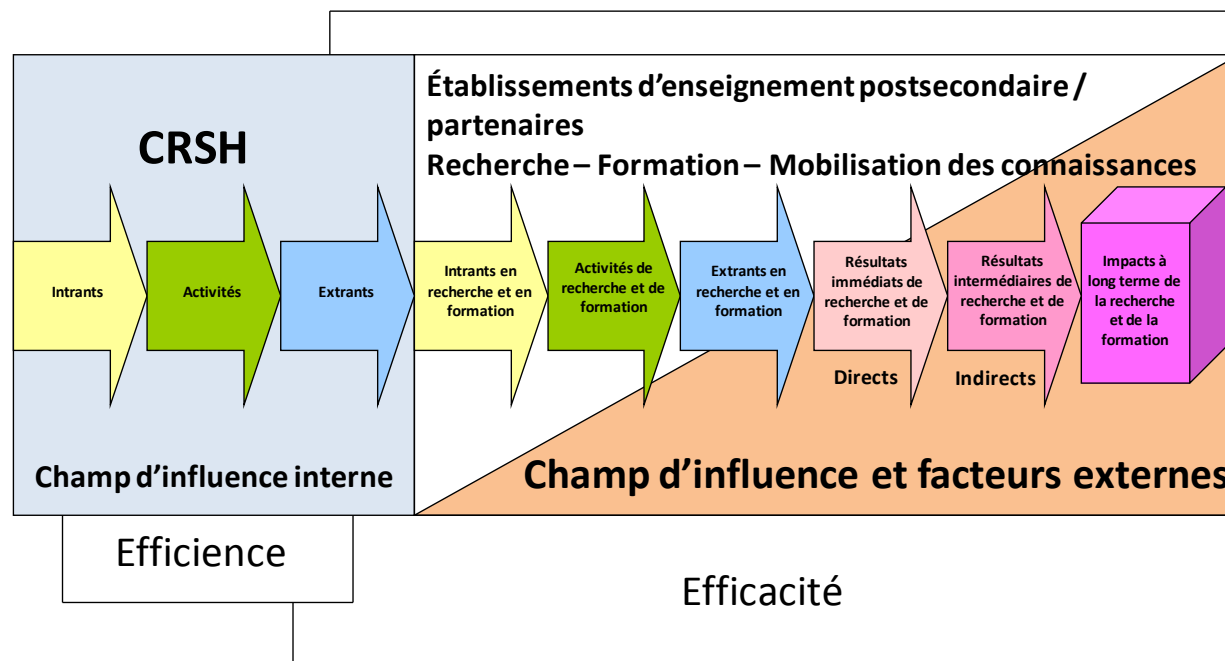 Établissements d’enseignement postsecondaire /
partenaires
Recherche – Formation – Mobilisation des connaissances
CRSH
Intrants
Activités
Extrants
Intrants en
recherche et en
formation
Activités de
recherche et de
formation
Extrants en
recherche et en
formation
Résultats
immédiats de
recherche et de
formation
Résultats
intermédiaires de
recherche et de
formation
Impacts à
long terme de
la recherche
et de la
formation
Directs
Indirects
Champ d’influence interne
Champ d’influence et facteurs externes
Efficience
Efficacité